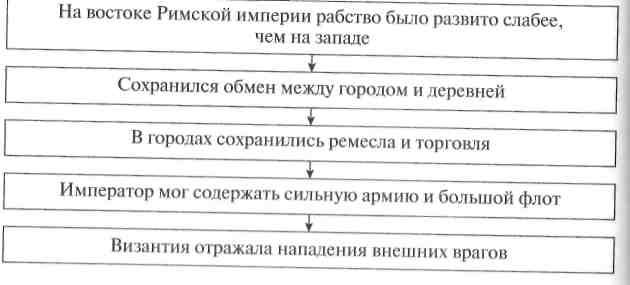 На востоке Римской империи рабство было развито слабее,
чем на западе
Сохранился обмен между городом и деревней
В городах сохранились ремесла и торговля
Император мог содержать сильную армию и большой флот
Византия отражала нападения внешних врагов